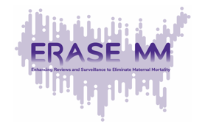 ERASE MM
Enhancing Reviews and Surveillance to Eliminate Maternal Mortality